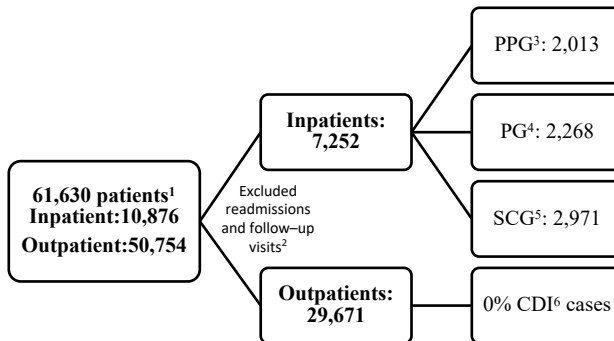 61,630 patients¹
Inpatient:10,876
Outpatient:50,754
Excluded
readmissions
and follow–up
visits²
Inpatients:
7,252
Outpatients:
29,671
PPG³: 2,013
PG⁴: 2,268
SCG⁵: 2,971
0% CDI⁶ cases